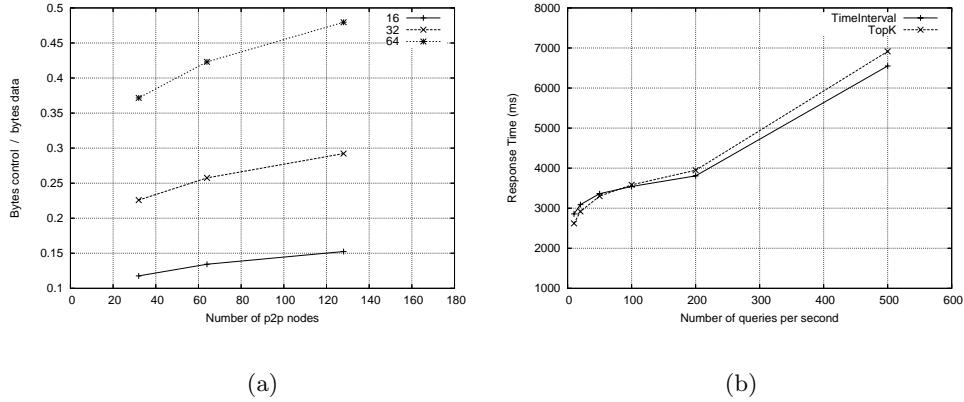 0.5
0.45
0.4
0.35
0.3
0.25
0.2
0.15
0.1
0 20 40 60 80 100 120 140 160 180
Bytes control / bytes data
Number of p2p nodes
16
32
64
(a)
8000
7000
6000
5000
4000
3000
2000
1000
0 100 200 300 400 500 600
Response Time (ms)
Number of queries per second
TimeInterval
TopK
(b)